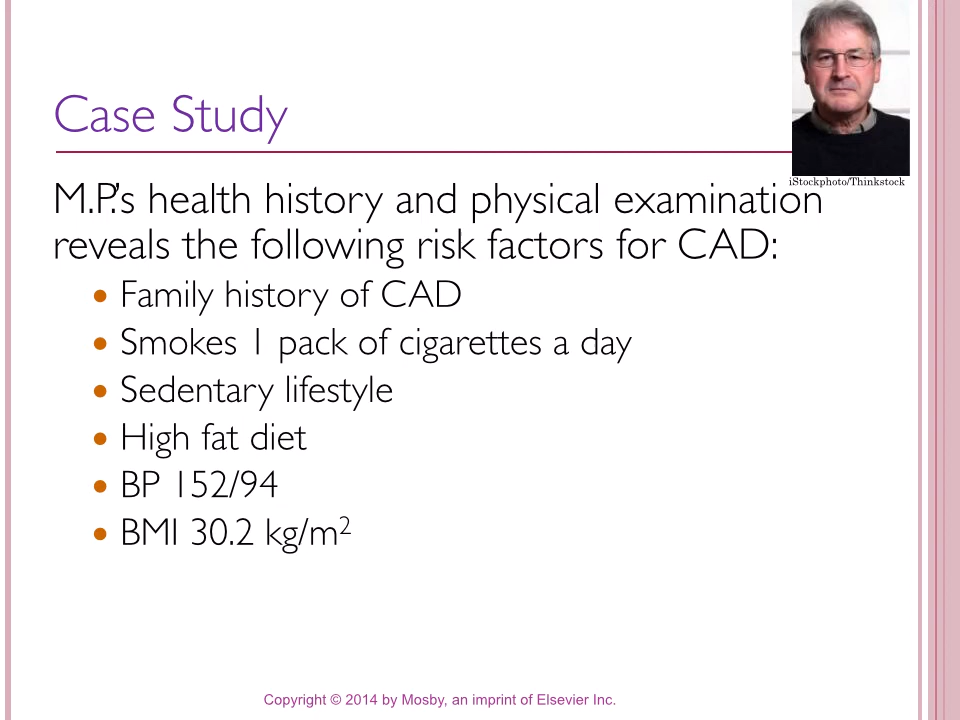 Case Study
iStockphoto/Thinkstock
M.P.'s health history and physical examination
reveals the following risk factors for CAD:
• Family history of CAD
• Smokes 1 pack of cigarettes a day
• Sedentary lifestyle
• High fat diet
• BP 152/94
• BMI 30.2 kg/m²
Copyright © 2014 by Mosby, an imprint of Elsevier Inc.